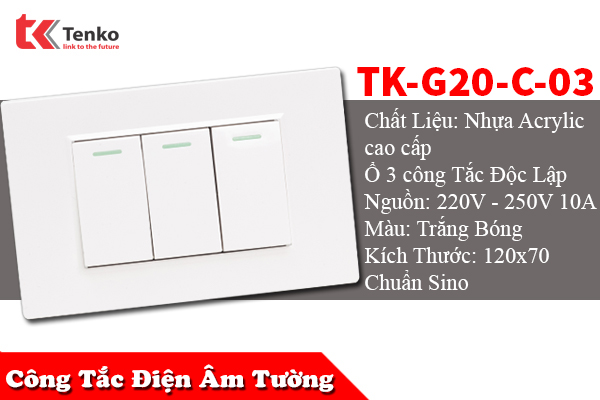 Tenko
link to the future
TK-G20-C-03
Chất Liệu: Nhựa Acrylic
cao cấp
Ổ 3 công Tắc Độc Lập
Nguồn: 220V - 250V 10A
Màu: Trắng Bóng
Kích Thước: 120x70
Chuẩn Sino
Công Tắc Điện Âm Tường